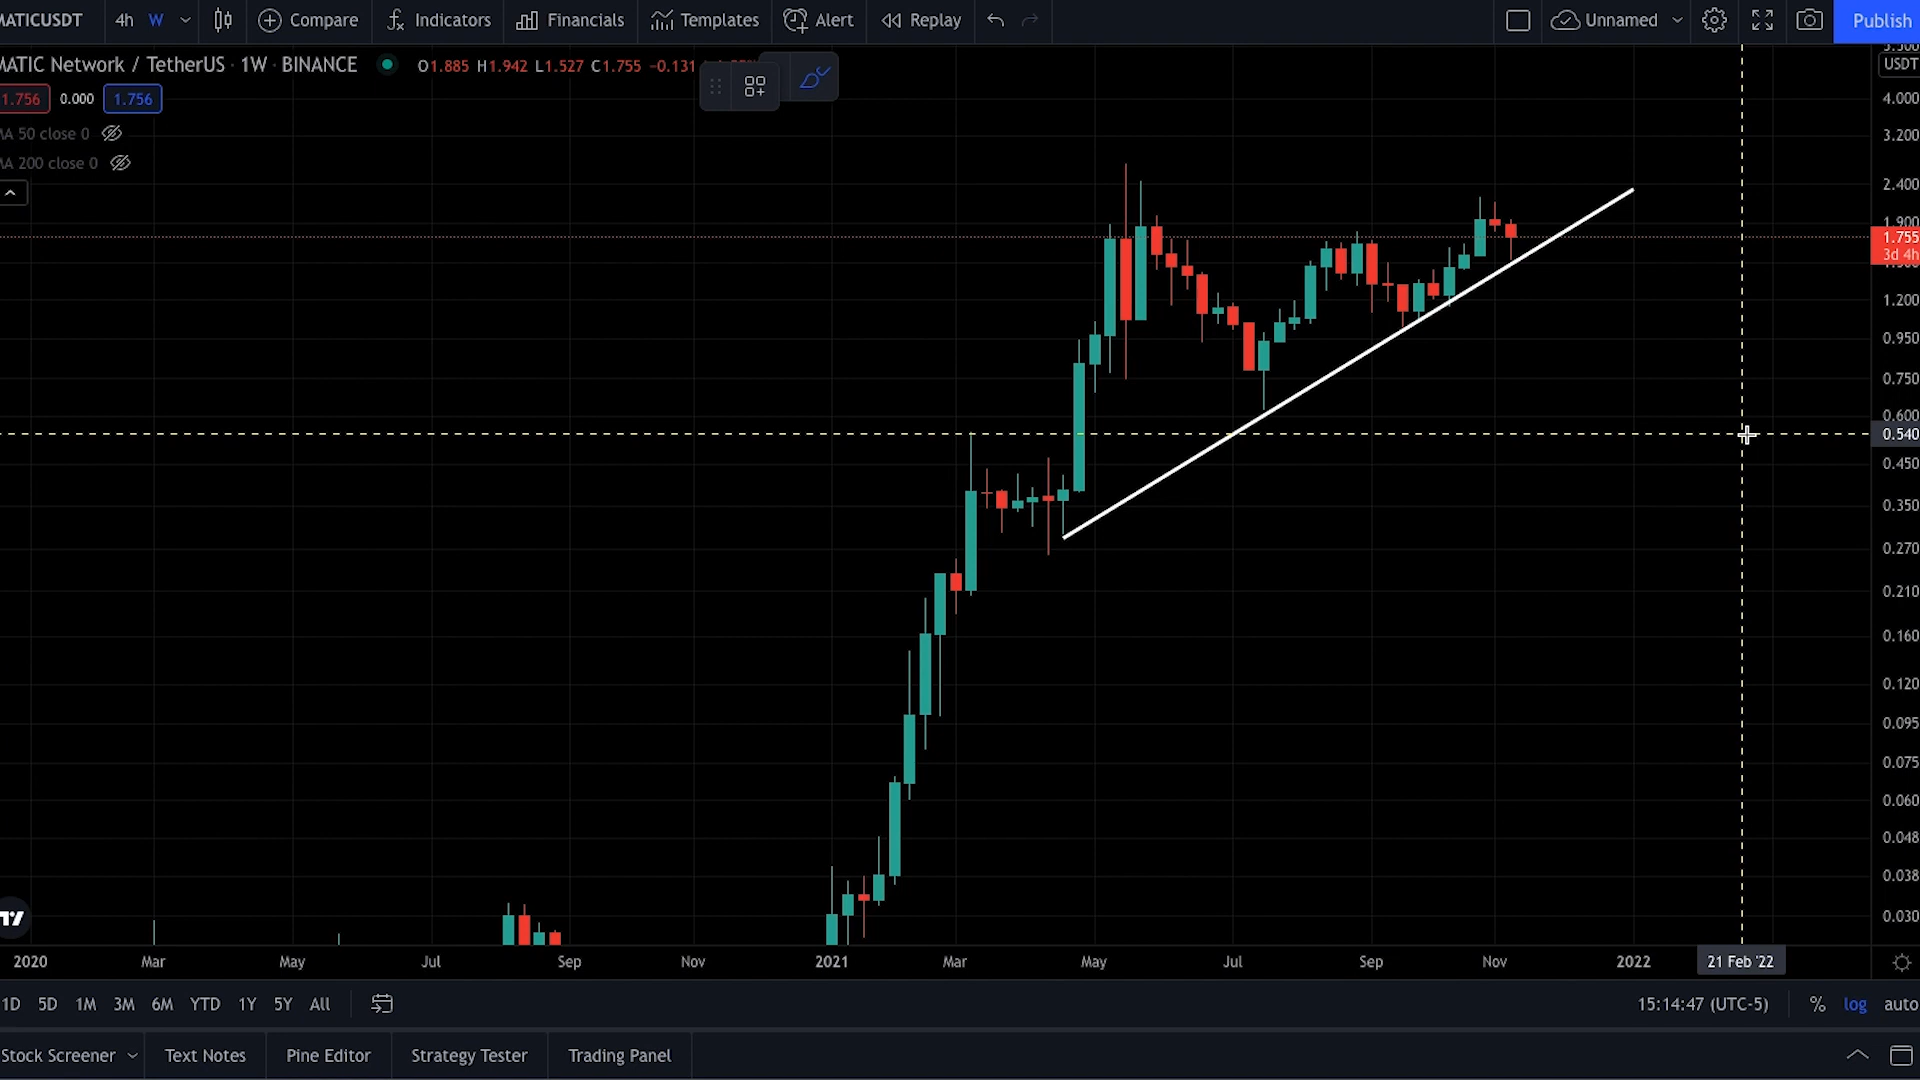 MATICUSDT 4h W Compare Indicators Financials Templates Alert Replay Unnamed Publish
MATIC Network / TetherUS · 1W · BINANCE O1.885 H1.942 L1.527 C1.755 −0.131
USDT
1.756 0.000 1.756
MA 50 close 0
MA 200 close 0
4.000
3.200
2.400
1.900
1.755
3d 4h
1.200
0.950
0.750
0.600
0.540
0.450
0.350
0.270
0.210
0.160
0.120
0.095
0.075
0.060
0.048
0.038
0.030
2020 Mar May Jul Sep Nov 2021 Mar May Jul Sep Nov 2022 21 Feb '22
1D 5D 1M 3M 6M YTD 1Y 5Y All 15:14:47 (UTC-5) % log auto
Stock Screener Text Notes Pine Editor Strategy Tester Trading Panel